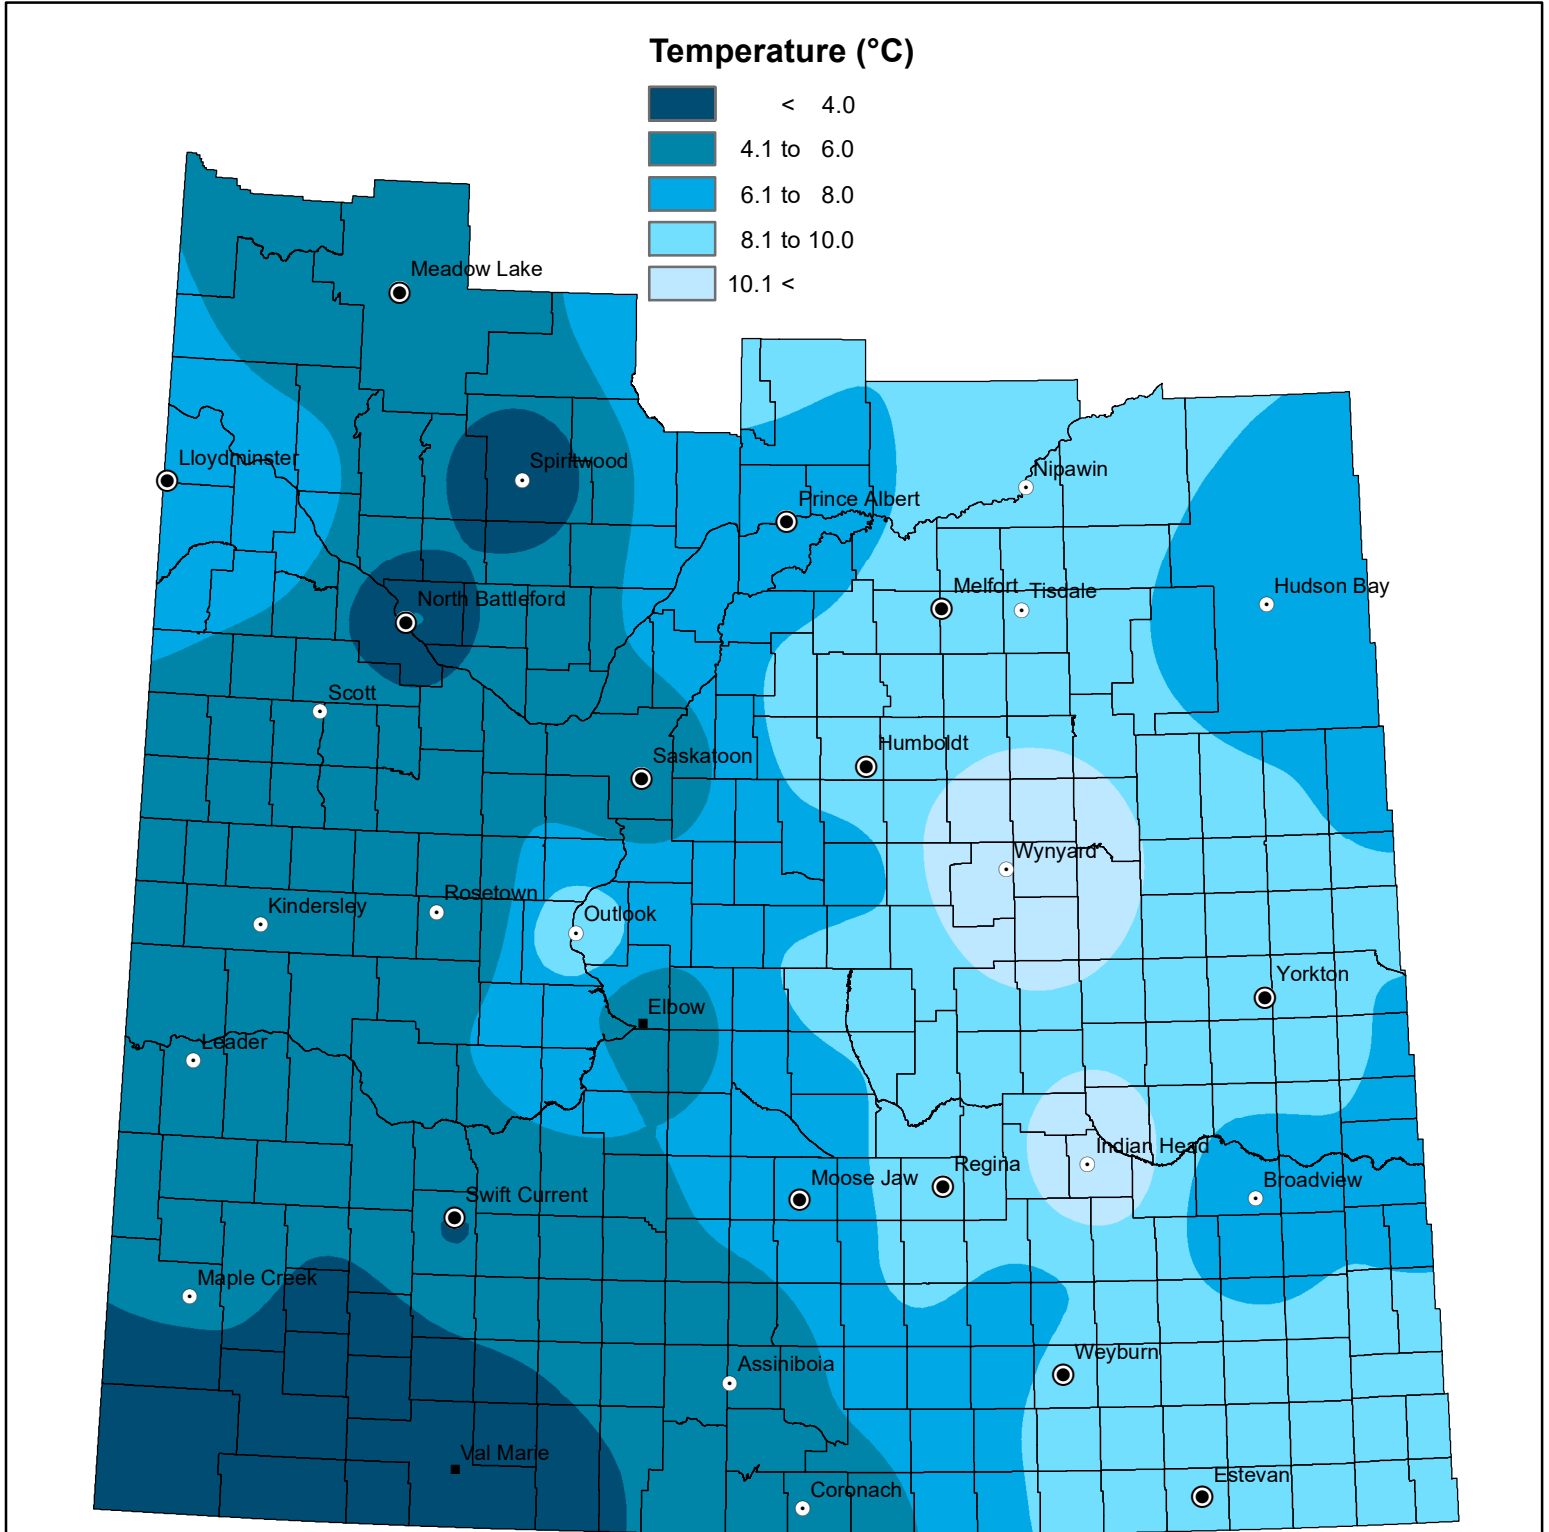 Temperature (°C)
< 4.0
4.1 to 6.0
6.1 to 8.0
8.1 to 10.0
10.1 <
Meadow Lake
Lloydminster
Spiritwood
Nipawin
Prince Albert
North Battleford
Melfort
Tisdale
Hudson Bay
Scott
Saskatoon
Humboldt
Wynyard
Rosetown
Kindersley
Outlook
Yorkton
Elbow
Leader
Indian Head
Regina
Moose Jaw
Broadview
Swift Current
Maple Creek
Weyburn
Assiniboia
Val Marie
Estevan
Coronach